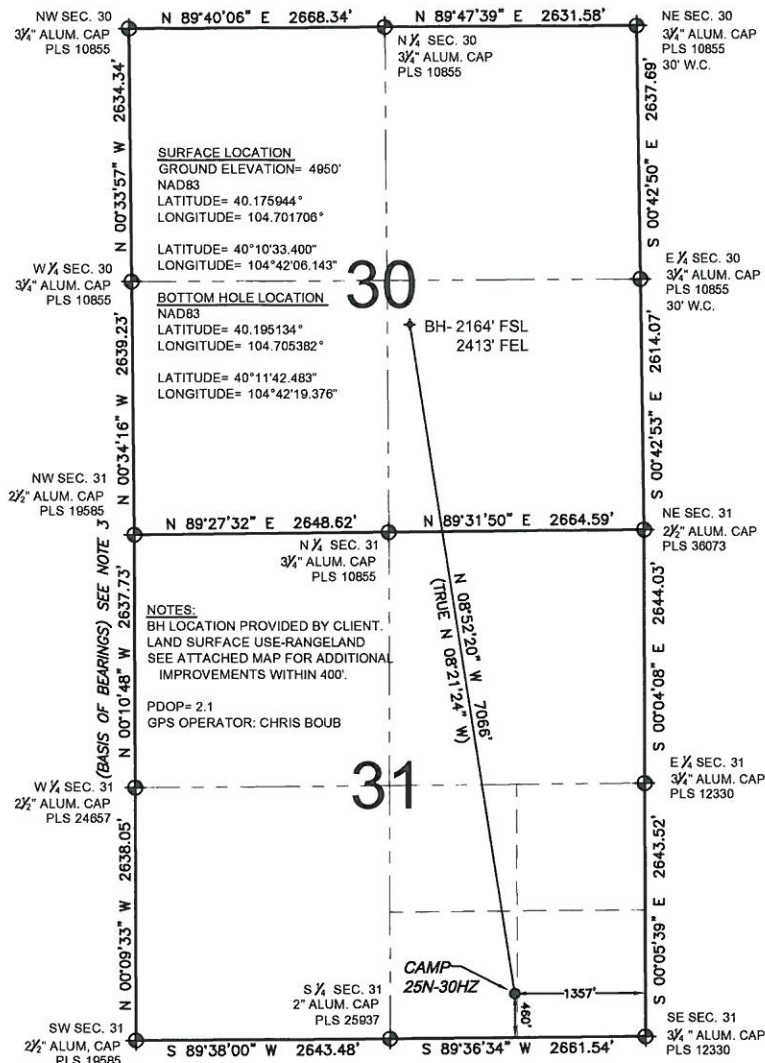 NW SEC. 30
3¼" ALUM. CAP
PLS 10855
N 89°40'06" E 2668.34'
N ¼ SEC. 30
3¼" ALUM. CAP
PLS 10855
N 89°47'39" E 2631.58'
NE SEC. 30
3¼" ALUM. CAP
PLS 10855
30' W.C.
N 00°33'57" W 2634.34'
S 00°42'50" E 2637.69'
SURFACE LOCATION
GROUND ELEVATION= 4950'
NAD83
LATITUDE= 40.175944°
LONGITUDE= 104.701706°
LATITUDE= 40°10'33.400"
LONGITUDE= 104°42'06.143"
W ¼ SEC. 30
3¼" ALUM. CAP
PLS 10855
30
E ¼ SEC. 30
3¼" ALUM. CAP
PLS 10855
30' W.C.
BOTTOM HOLE LOCATION
NAD83
LATITUDE= 40.195134°
LONGITUDE= 104.705382°
LATITUDE= 40°11'42.483"
LONGITUDE= 104°42'19.376"
BH- 2164' FSL
2413' FEL
N 00°34'16" W 2639.23'
S 00°42'53" E 2614.07'
NW SEC. 31
2½" ALUM. CAP
PLS 19585
N 89°27'32" E 2648.62'
N ¼ SEC. 31
3¼" ALUM. CAP
PLS 10855
N 89°31'50" E 2664.59'
NE SEC. 31
2½" ALUM. CAP
PLS 36073
(BASIS OF BEARINGS) SEE NOTE 3
N 00°10'48" W 2637.73'
N 08°52'20" W 7066'
(TRUE N 08°21'24" W)
S 00°04'08" E 2644.03'
NOTES:
BH LOCATION PROVIDED BY CLIENT.
LAND SURFACE USE-RANGELAND
SEE ATTACHED MAP FOR ADDITIONAL
IMPROVEMENTS WITHIN 400'.
PDOP= 2.1
GPS OPERATOR: CHRIS BOUB
W ¼ SEC. 31
2½" ALUM. CAP
PLS 24657
31
E ¼ SEC. 31
3¼" ALUM. CAP
PLS 12330
N 00°09'33" W 2638.05'
S 00°05'39" E 2643.52'
CAMP
25N-30HZ
1357'
460'
SW SEC. 31
2½" ALUM, CAP
PLS 19585
S 89°38'00" W 2643.48'
S ¼ SEC. 31
2" ALUM. CAP
PLS 25937
S 89°36'34" W 2661.54'
SE SEC. 31
3¼" ALUM. CAP
PLS 12330